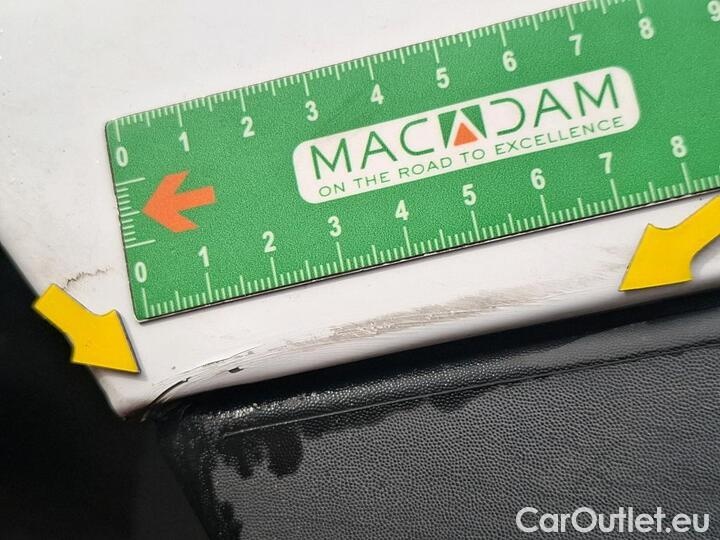 0 1 2 3 4 5 6 7 8 9
MACADAM
ON THE ROAD TO EXCELLENCE
0 1 2 3 4 5 6 7 8
CarOutlet.eu